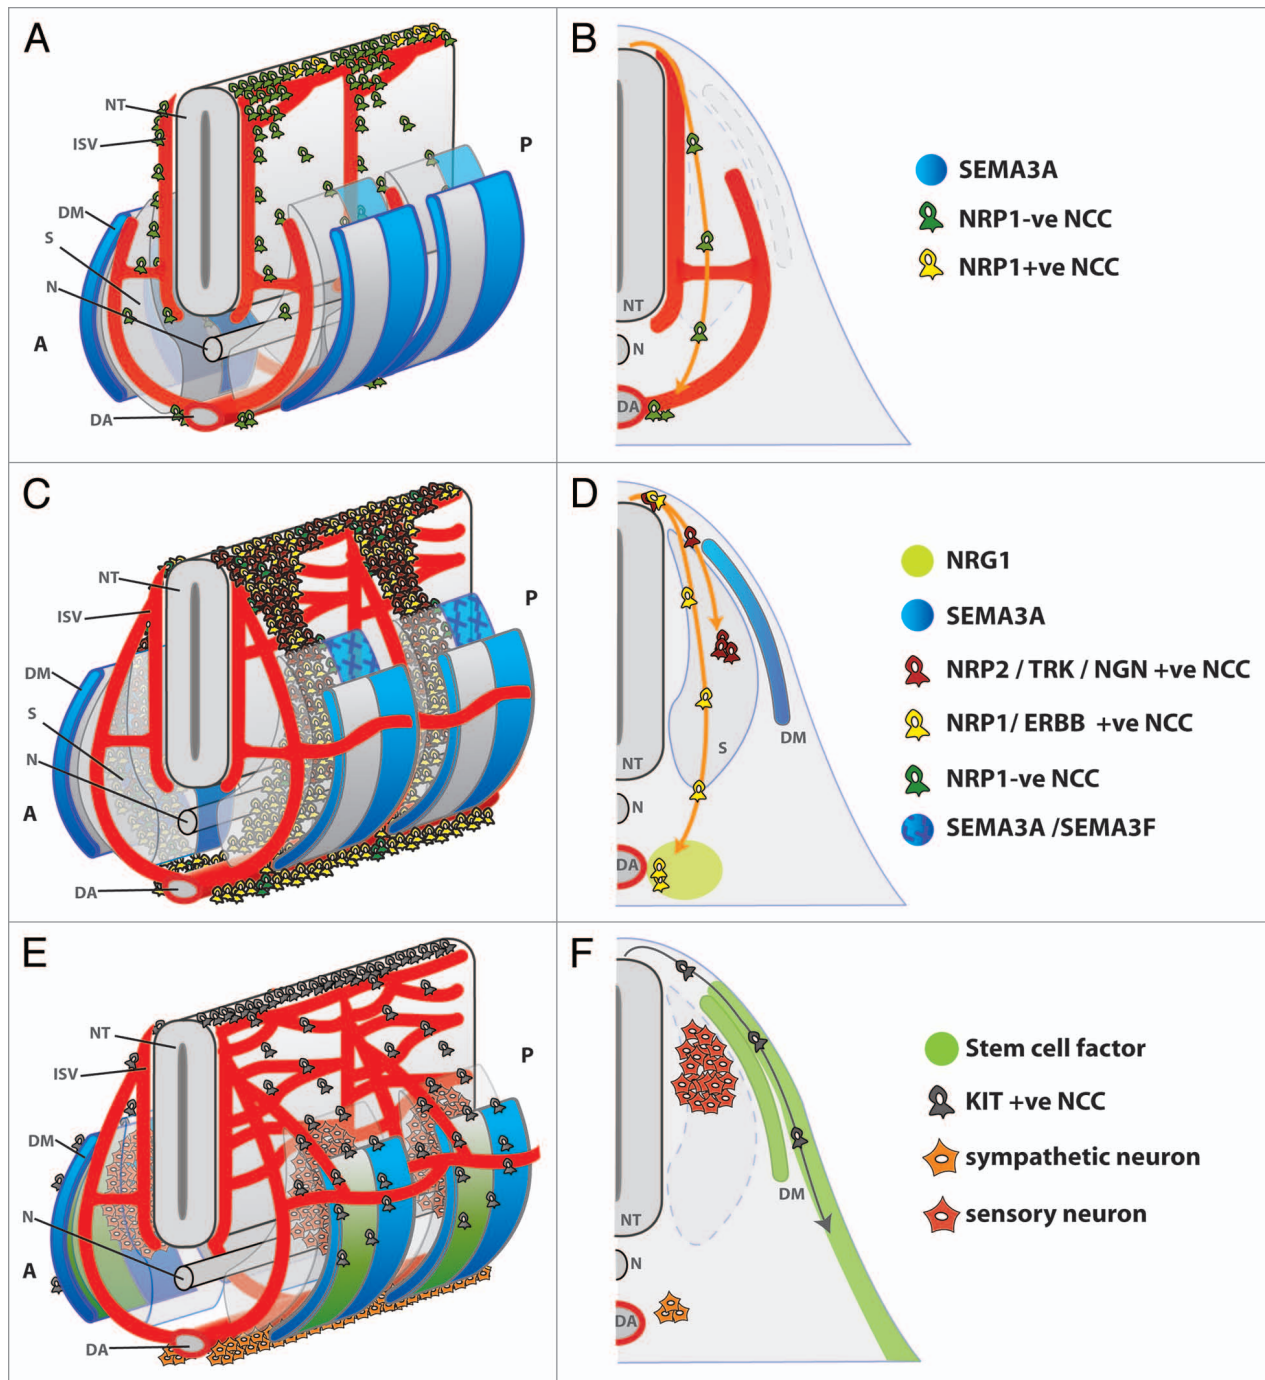 A
NT
ISV
DM
S
N
A
DA
P
B
NT
N
DA
SEMA3A
NRP1-ve NCC
NRP1+ve NCC
C
NT
ISV
DM
S
N
A
DA
P
D
NT
S
DM
N
DA
NRG1
SEMA3A
NRP2 / TRK / NGN +ve NCC
NRP1/ ERBB +ve NCC
NRP1-ve NCC
SEMA3A /SEMA3F
E
NT
ISV
DM
N
A
DA
P
F
DM
NT
N
DA
Stem cell factor
KIT +ve NCC
sympathetic neuron
sensory neuron